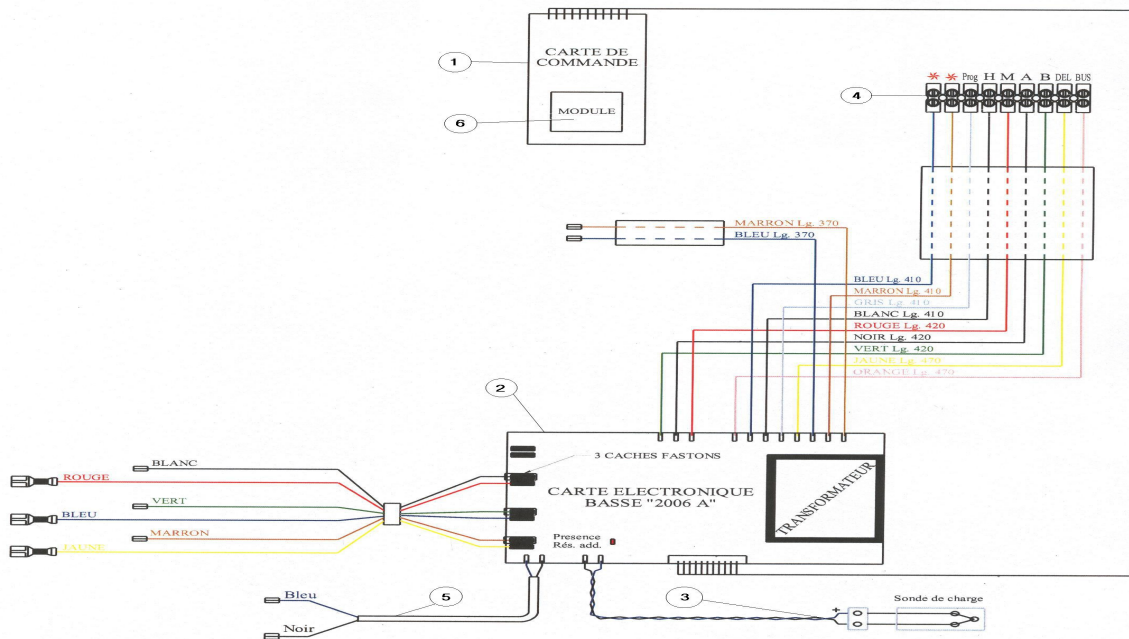 CARTE DE
COMMANDE
1
MODULE
6
* * Prog H M A B DEL BUS
4
MARRON Lg. 370
BLEU Lg. 370
BLEU Lg. 410
MARRON Lg. 410
GRIS Lg. 410
BLANC Lg. 410
ROUGE Lg. 420
NOIR Lg. 420
VERT Lg. 420
JAUNE Lg. 470
ORANGE Lg. 470
2
3 CACHES FASTONS
CARTE ELECTRONIQUE
BASSE "2006 A"
TRANSFORMATEUR
Presence
Rés. add.
BLANC
ROUGE
VERT
BLEU
MARRON
JAUNE
Bleu
5
Noir
3
+
Sonde de charge